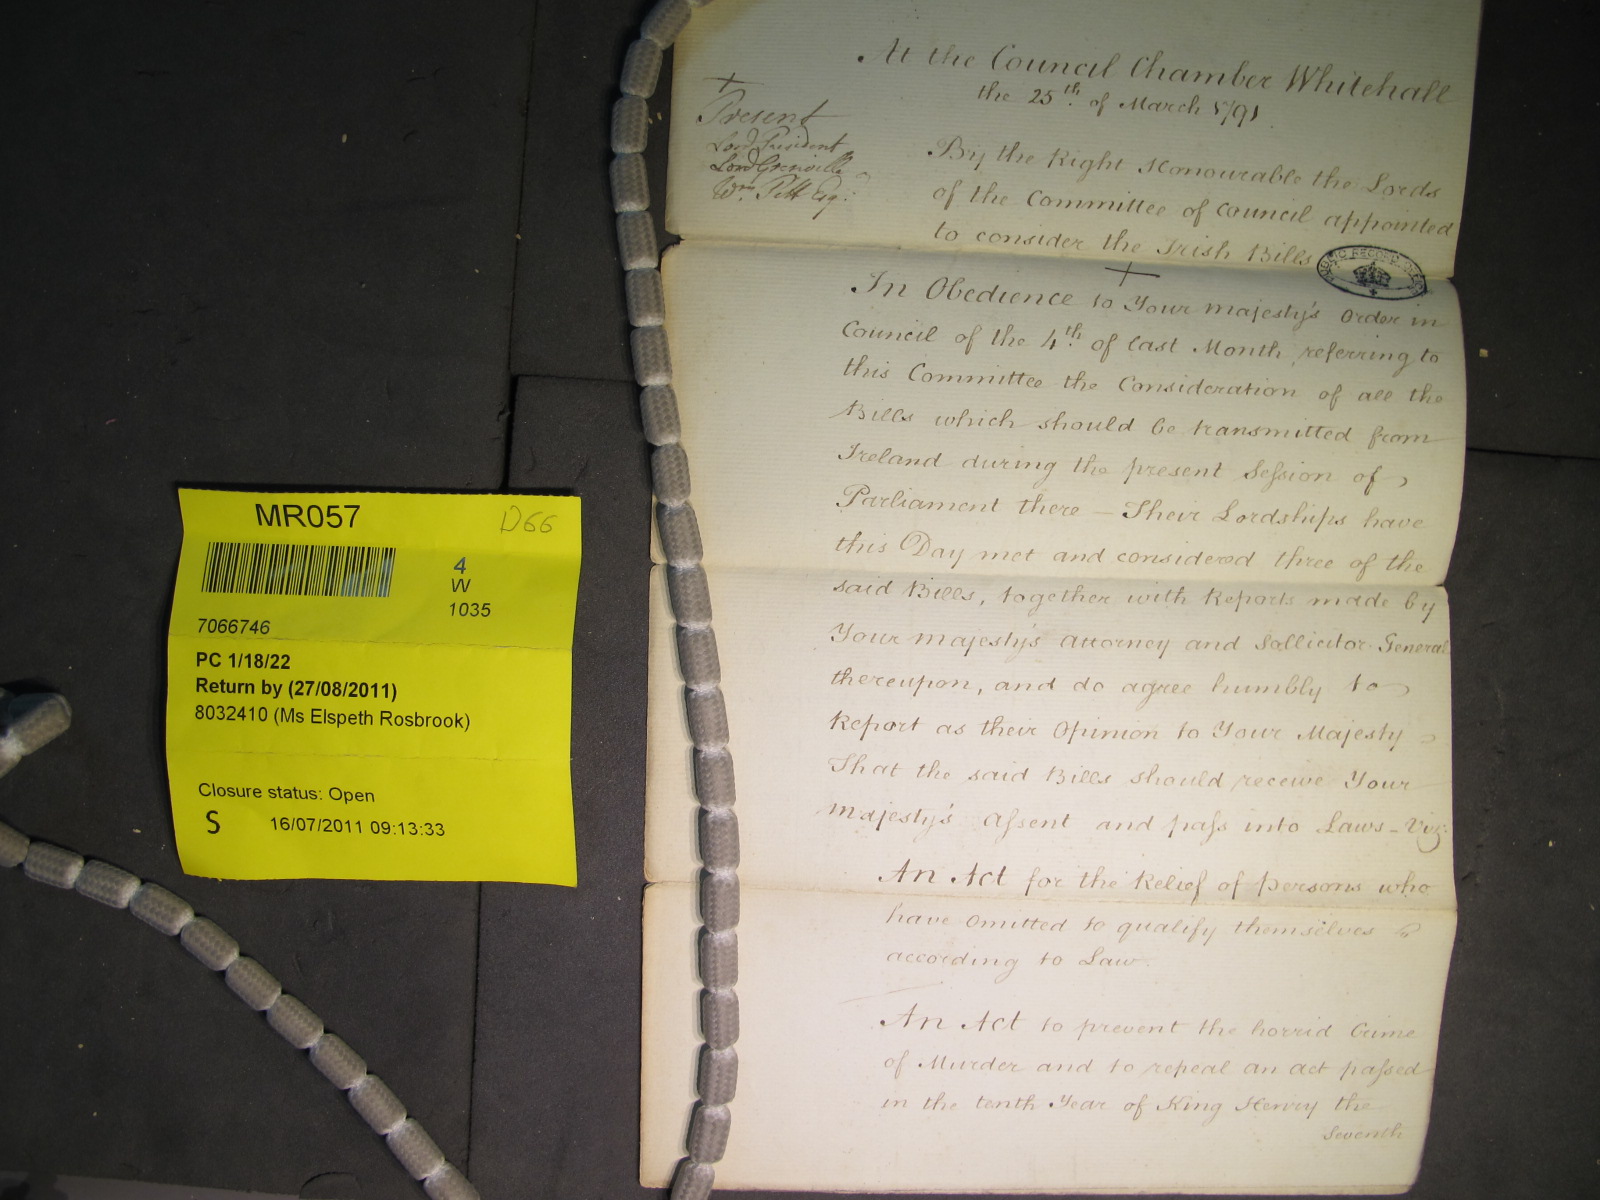 MR057
D66
4
W
1035
7066746
PC 1/18/22
Return by (27/08/2011)
8032410 (Ms Elspeth Rosbrook)
Closure status: Open
S
16/07/2011 09:13:33
At the Council Chamber Whitehall
the 25th. of March 1791
Present
Lord President
Lord Grenville
Wm. Pitt Esq:
By the Right Honourable the Lords
of the Committee of Council appointed
to consider the Irish Bills
PUBLIC RECORD OFFICE
In Obedience to Your majesty's Order in
Council of the 4th. of last Month referring to
this Committee the Consideration of all the
Bills which should be transmitted from
Ireland during the present Session of
Parliament there – Their Lordships have
this Day met and considered three of the
said Bills, together with Reports made by
Your majesty's attorney and Sollicitor General
thereupon, and do agree humbly to
Report as their Opinion to Your Majesty
That the said Bills should receive Your
majesty's assent and pass into Laws – Viz:
An Act for the Relief of persons who
have omitted to qualify themselves
according to Law.
An Act to prevent the horrid Crime
of Murder and to repeal an act passed
in the tenth Year of King Henry the
Seventh